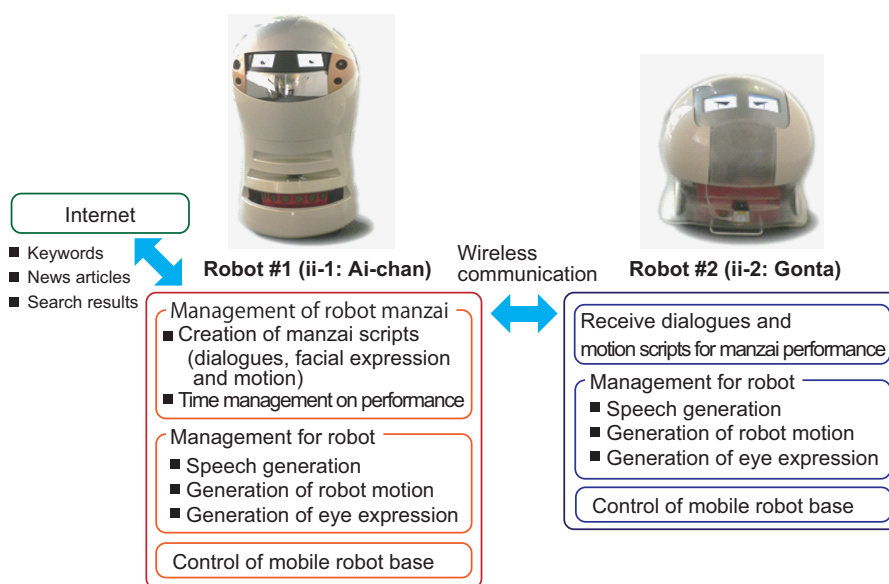 Internet
■ Keywords
■ News articles
■ Search results
Robot #1 (ii-1: Ai-chan)
Wireless
communication
Robot #2 (ii-2: Gonta)
Management of robot manzai
■ Creation of manzai scripts
(dialogues, facial expression
and motion)
■ Time management on performance
Management for robot
■ Speech generation
■ Generation of robot motion
■ Generation of eye expression
Control of mobile robot base
Receive dialogues and
motion scripts for manzai performance
Management for robot
■ Speech generation
■ Generation of robot motion
■ Generation of eye expression
Control of mobile robot base